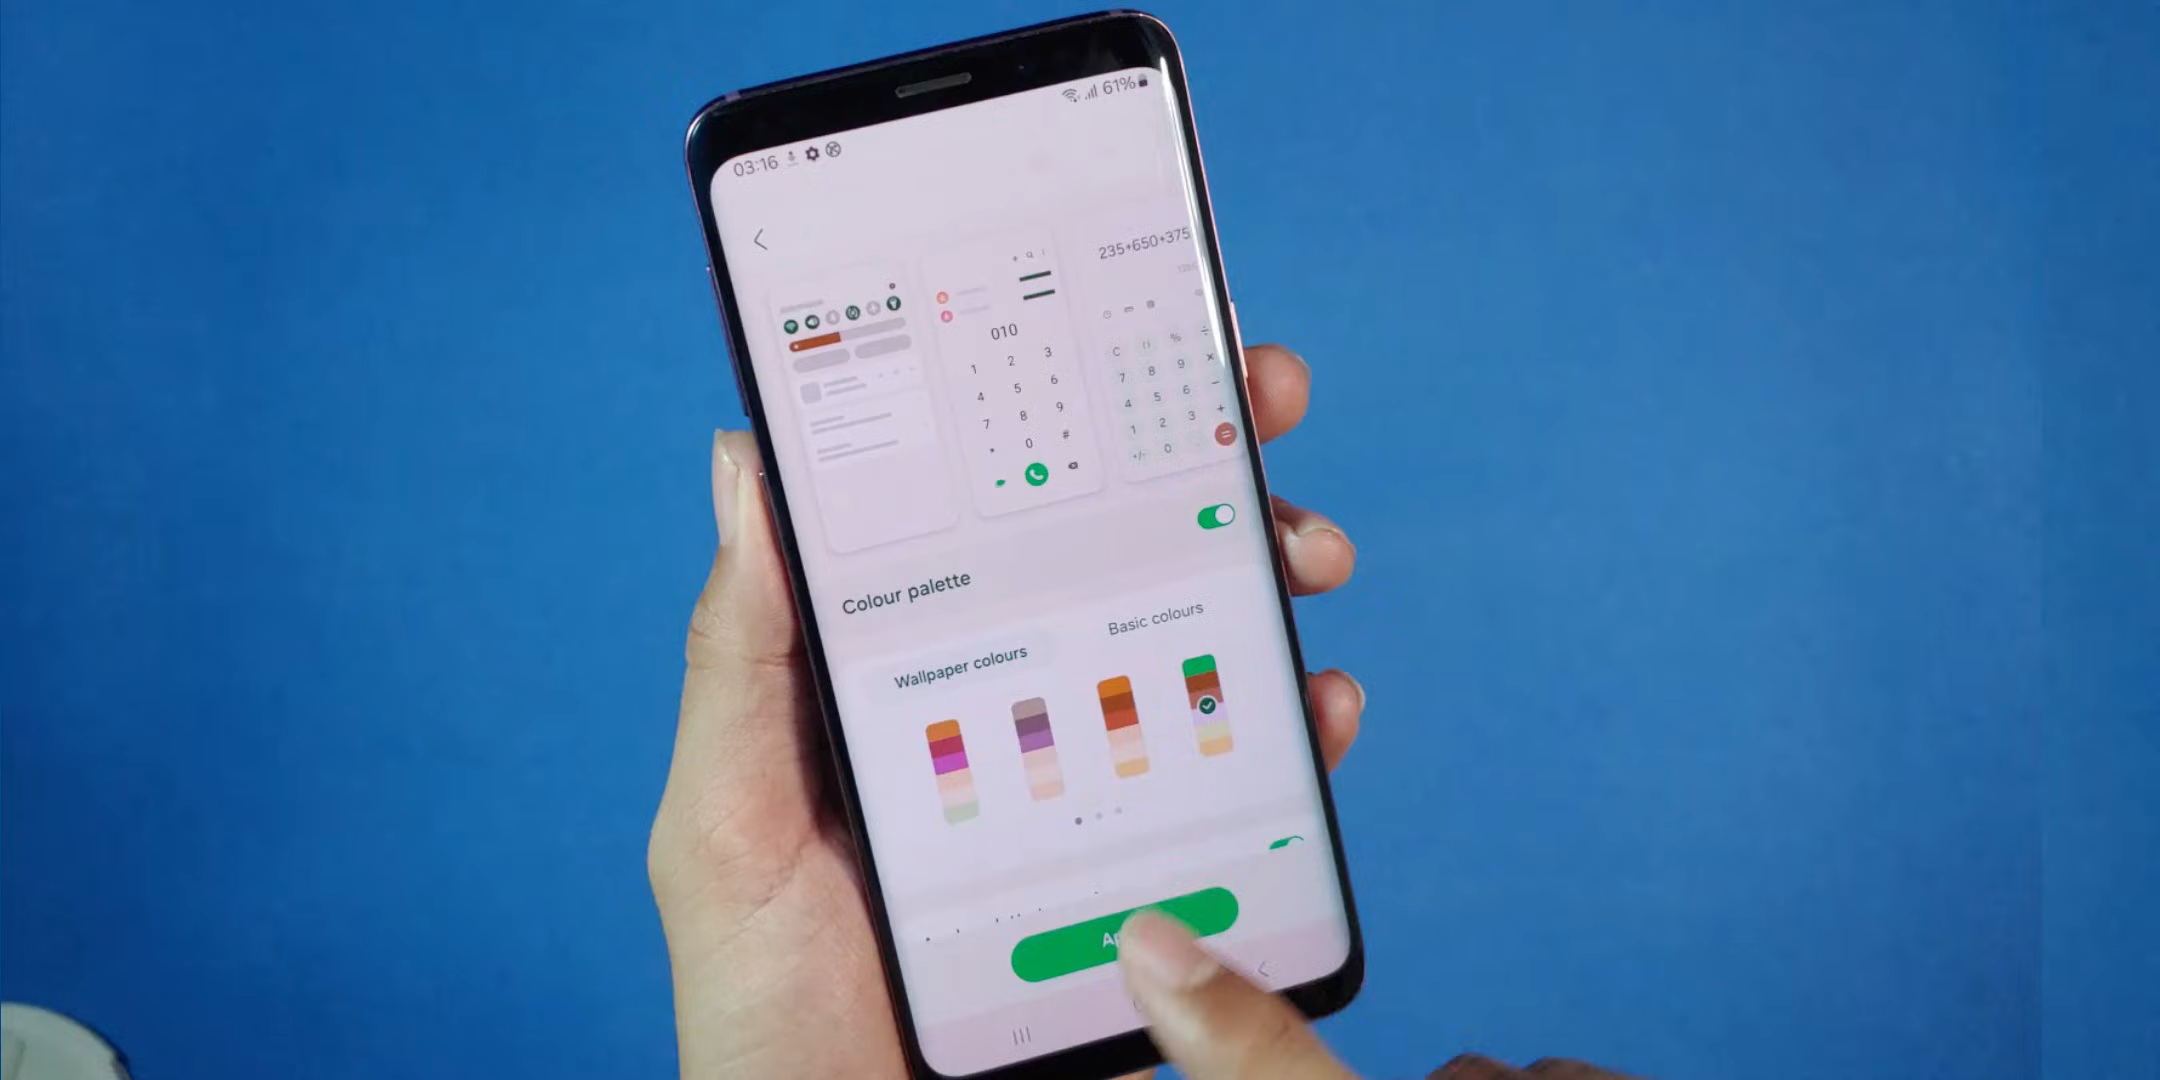 03:16
61%
235+650+375
010
1 2 3
4 5 6
7 8 9
* 0 #
C ( ) % ÷
7 8 9 ×
4 5 6 −
1 2 3 +
+/- 0 =
Colour palette
Wallpaper colours
Basic colours